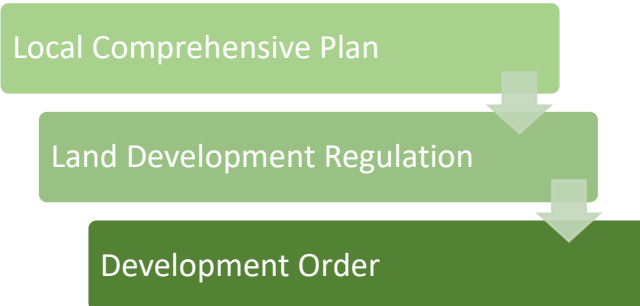 Local Comprehensive Plan
Land Development Regulation
Development Order